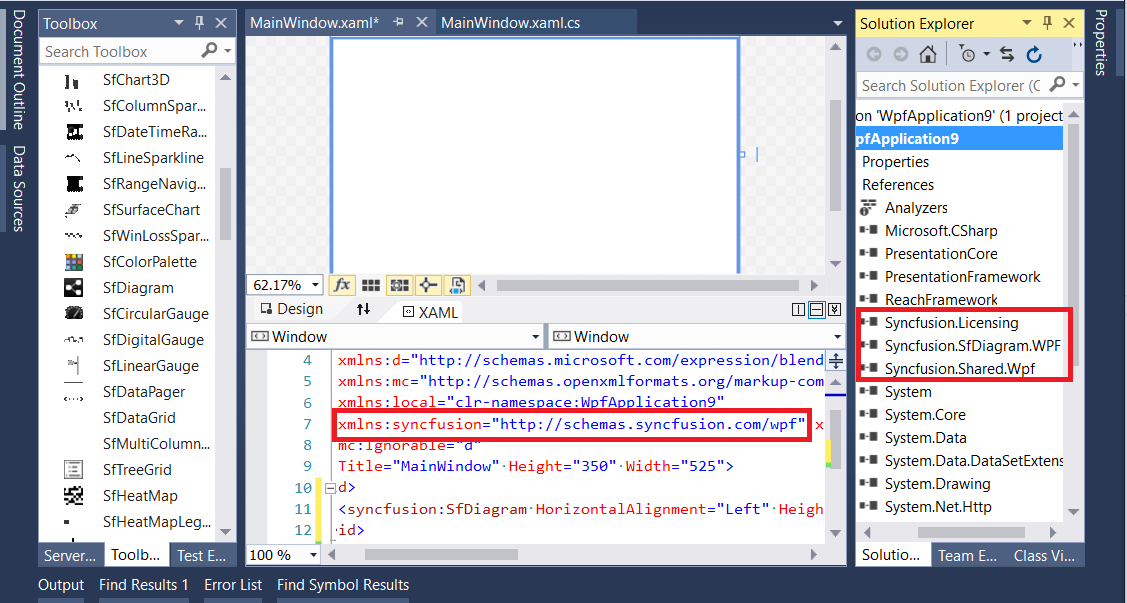 Document Outline
Data Sources
Toolbox
Search Toolbox
SfChart3D
SfColumnSpar...
SfDateTimeRa...
SfLineSparkline
SfRangeNavig...
SfSurfaceChart
SfWinLossSpar...
SfColorPalette
SfDiagram
SfCircularGauge
SfDigitalGauge
SfLinearGauge
SfDataPager
SfDataGrid
SfMultiColumn...
SfTreeGrid
SfHeatMap
SfHeatMapLeg...
Server... Toolb... Test E...
MainWindow.xaml* MainWindow.xaml.cs
62.17% fx
Design XAML
Window Window
4 xmlns:d="http://schemas.microsoft.com/expression/blend
5 xmlns:mc="http://schemas.openxmlformats.org/markup-com
6 xmlns:local="clr-namespace:WpfApplication9"
7 xmlns:syncfusion="http://schemas.syncfusion.com/wpf" x
8 mc:Ignorable="d"
9 Title="MainWindow" Height="350" Width="525">
10 d>
11 <syncfusion:SfDiagram HorizontalAlignment="Left" Heigh
12 id>
100 %
Solution Explorer
Search Solution Explorer (C
on 'WpfApplication9' (1 project
pfApplication9
Properties
References
Analyzers
Microsoft.CSharp
PresentationCore
PresentationFramework
ReachFramework
Syncfusion.Licensing
Syncfusion.SfDiagram.WPF
Syncfusion.Shared.Wpf
System
System.Core
System.Data
System.Data.DataSetExtens
System.Drawing
System.Net.Http
Solutio... Team E... Class Vi...
Properties
Output Find Results 1 Error List Find Symbol Results